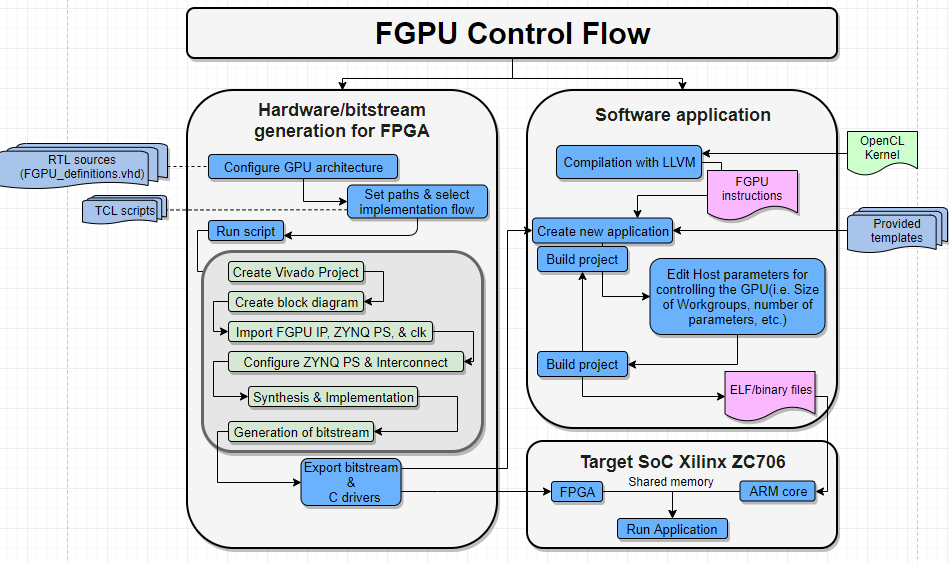 FGPU Control Flow
Hardware/bitstream
generation for FPGA
RTL sources
(FGPU_definitions.vhd)
Configure GPU architecture
TCL scripts
Set paths & select
implementation flow
Run script
Create Vivado Project
Create block diagram
Import FGPU IP, ZYNQ PS, & clk
Configure ZYNQ PS & Interconnect
Synthesis & Implementation
Generation of bitstream
Export bitstream
&
C drivers
Software application
OpenCL
Kernel
Compilation with LLVM
FGPU
instructions
Provided
templates
Create new application
Build project
Edit Host parameters for
controlling the GPU(i.e. Size
of Workgroups, number of
parameters, etc.)
Build project
ELF/binary files
Target SoC Xilinx ZC706
Shared memory
FPGA
ARM core
Run Application